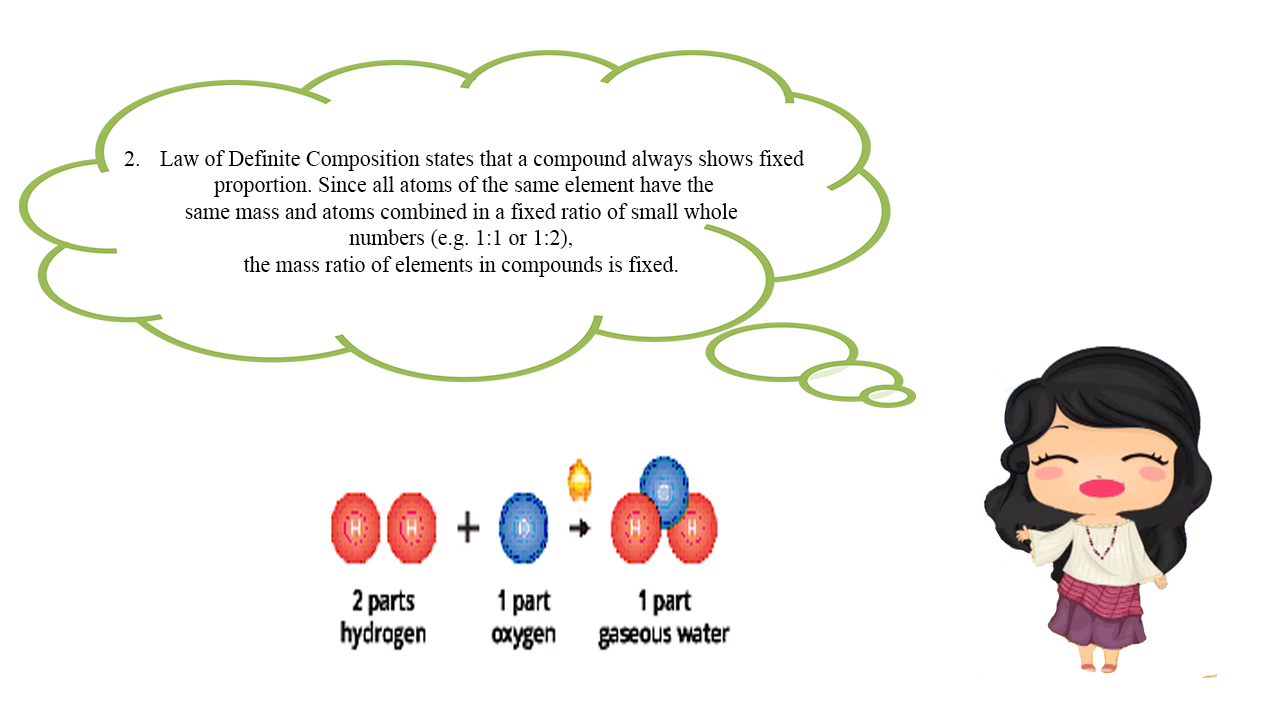 2. Law of Definite Composition states that a compound always shows fixed
proportion. Since all atoms of the same element have the
same mass and atoms combined in a fixed ratio of small whole
numbers (e.g. 1:1 or 1:2),
the mass ratio of elements in compounds is fixed.
H H + O → H O H
2 parts hydrogen
1 part oxygen
1 part gaseous water